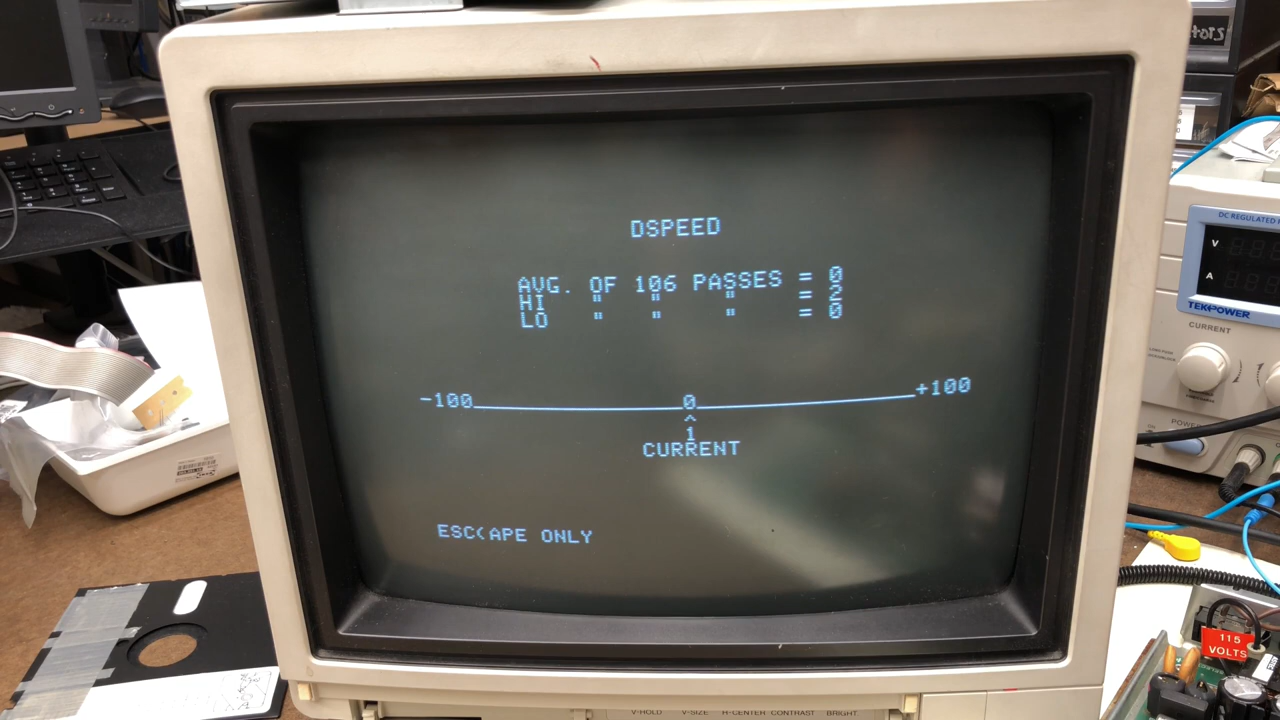 DSPEED
AVG. OF 106 PASSES = 0
HI " " " = 2
LO " " " = 0
-100 0 +100
^
1
CURRENT
ESC(APE ONLY
V-HOLD V-SIZE H-CENTER CONTRAST BRIGHT
DC REGULATED
V
A
TEKPOWER
CURRENT
POWER
115
VOLTS